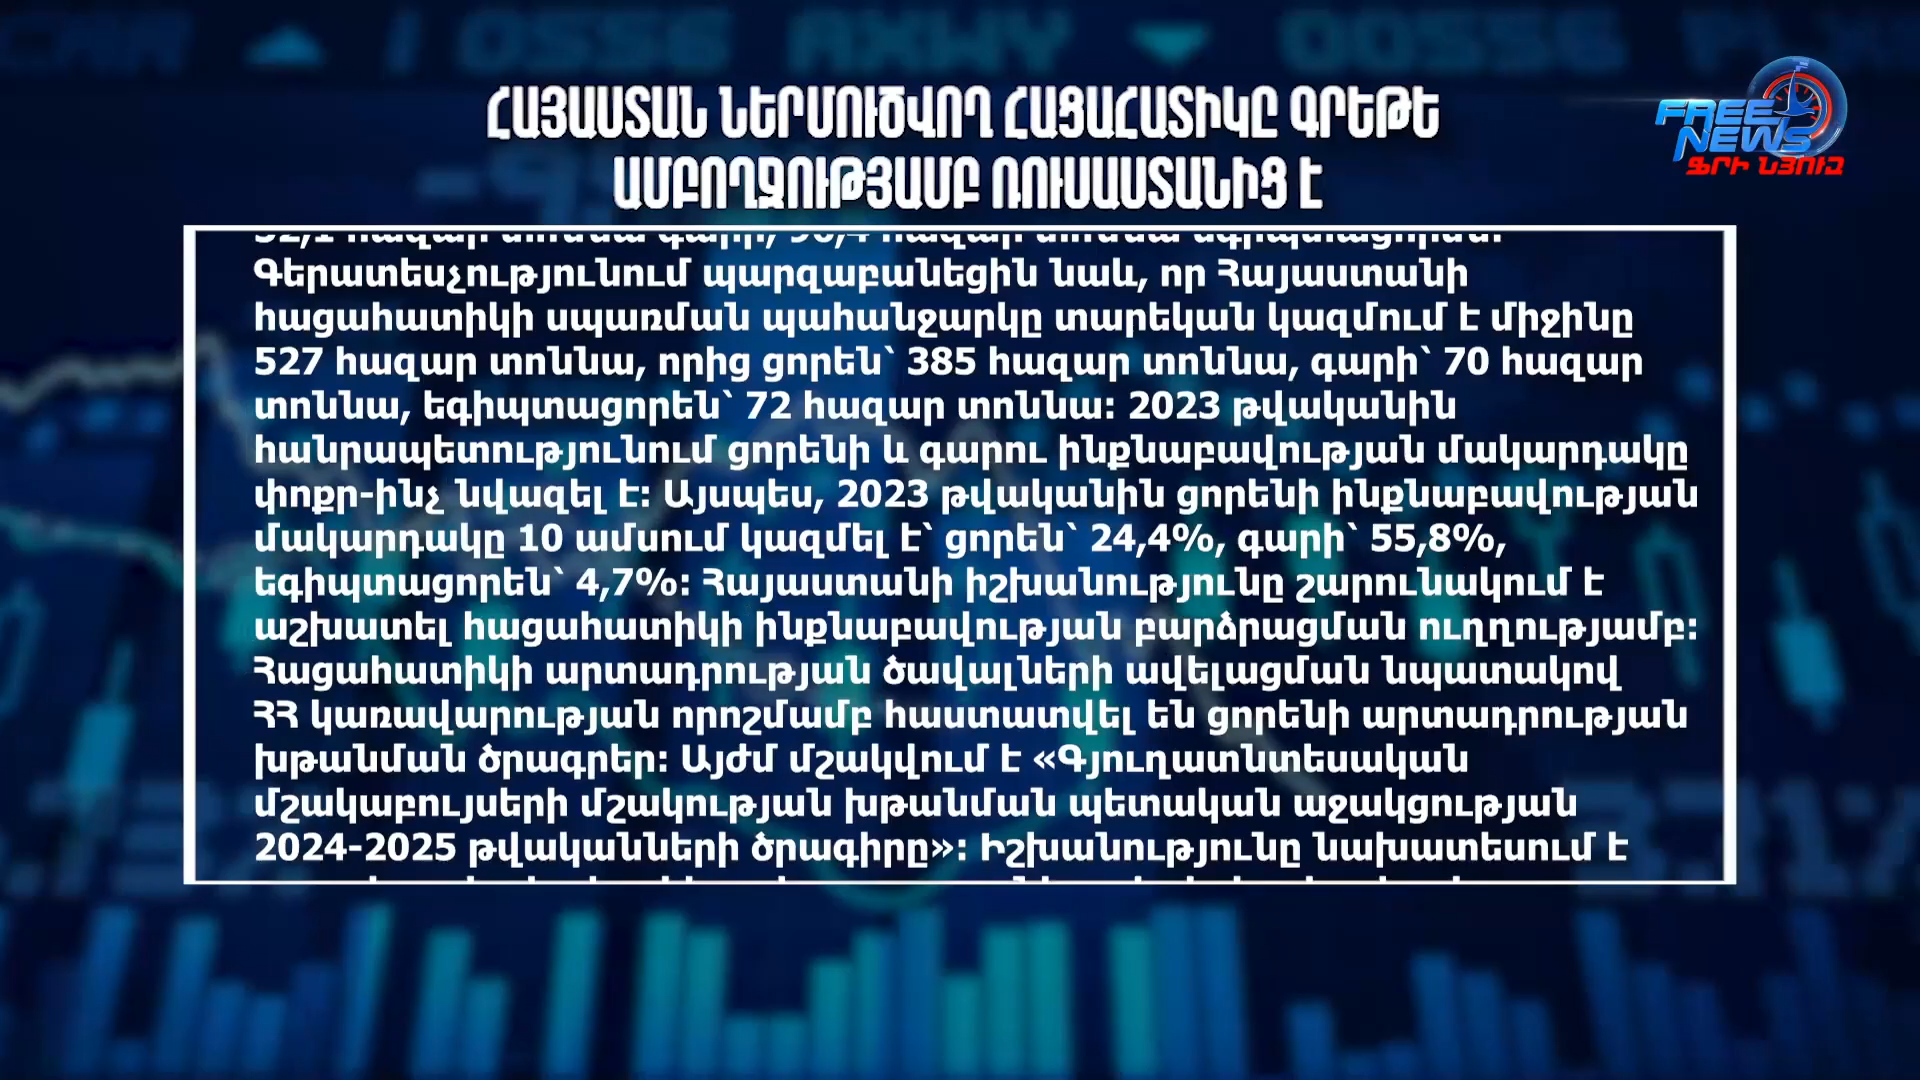 ՀԱՅԱՍՏԱՆ ՆԵՐՄՈՒԾՎՈՂ ՀԱՑԱՀԱՏԻԿԸ ԳՐԵԹԵ
ԱՄԲՈՂՋՈՒԹՅԱՄԲ ՌՈՒՍԱՍՏԱՆԻՑ Է
FREE
NEWS
ՖՐԻ ՆՅՈՒԶ
Գերատեսչությունում պարզաբանեցին նաև, որ Հայաստանի
հացահատիկի սպառման պահանջարկը տարեկան կազմում է միջինը
527 հազար տոննա, որից ցորեն՝ 385 հազար տոննա, գարի՝ 70 հազար
տոննա, եգիպտացորեն՝ 72 հազար տոննա: 2023 թվականին
հանրապետությունում ցորենի և գարու ինքնաբավության մակարդակը
փոքր-ինչ նվազել է: Այսպես, 2023 թվականին ցորենի ինքնաբավության
մակարդակը 10 ամսում կազմել է՝ ցորեն՝ 24,4%, գարի՝ 55,8%,
եգիպտացորեն՝ 4,7%: Հայաստանի իշխանությունը շարունակում է
աշխատել հացահատիկի ինքնաբավության բարձրացման ուղղությամբ:
Հացահատիկի արտադրության ծավալների ավելացման նպատակով
ՀՀ կառավարության որոշմամբ հաստատվել են ցորենի արտադրության
խթանման ծրագրեր: Այժմ մշակվում է «Գյուղատնտեսական
մշակաբույսերի մշակության խթանման պետական աջակցության
2024-2025 թվականների ծրագիրը»: Իշխանությունը նախատեսում է